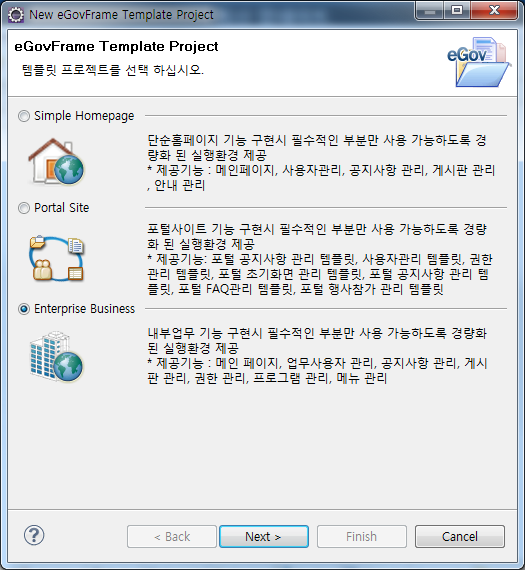 New eGovFrame Template Project
eGovFrame Template Project
템플릿 프로젝트를 선택 하십시오.
eGov
Simple Homepage
단순홈페이지 기능 구현시 필수적인 부분만 사용 가능하도록 경
량화 된 실행환경 제공
* 제공기능 : 메인페이지, 사용자관리, 공지사항 관리, 게시판 관리
, 안내 관리
Portal Site
포털사이트 기능 구현시 필수적인 부분만 사용 가능하도록 경량
화 된 실행환경 제공
* 제공기능: 포털 공지사항 관리 템플릿, 사용자관리 템플릿, 권한
관리 템플릿, 포털 초기화면 관리 템플릿, 포털 공지사항 관리 템
플릿, 포털 FAQ관리 템플릿, 포털 행사참가 관리 템플릿
Enterprise Business
내부업무 기능 구현시 필수적인 부분만 사용 가능하도록 경량화
된 실행환경 제공
* 제공기능 : 메인 페이지, 업무사용자 관리, 공지사항 관리, 게시
판 관리, 권한 관리, 프로그램 관리, 메뉴 관리
?
< Back
Next >
Finish
Cancel